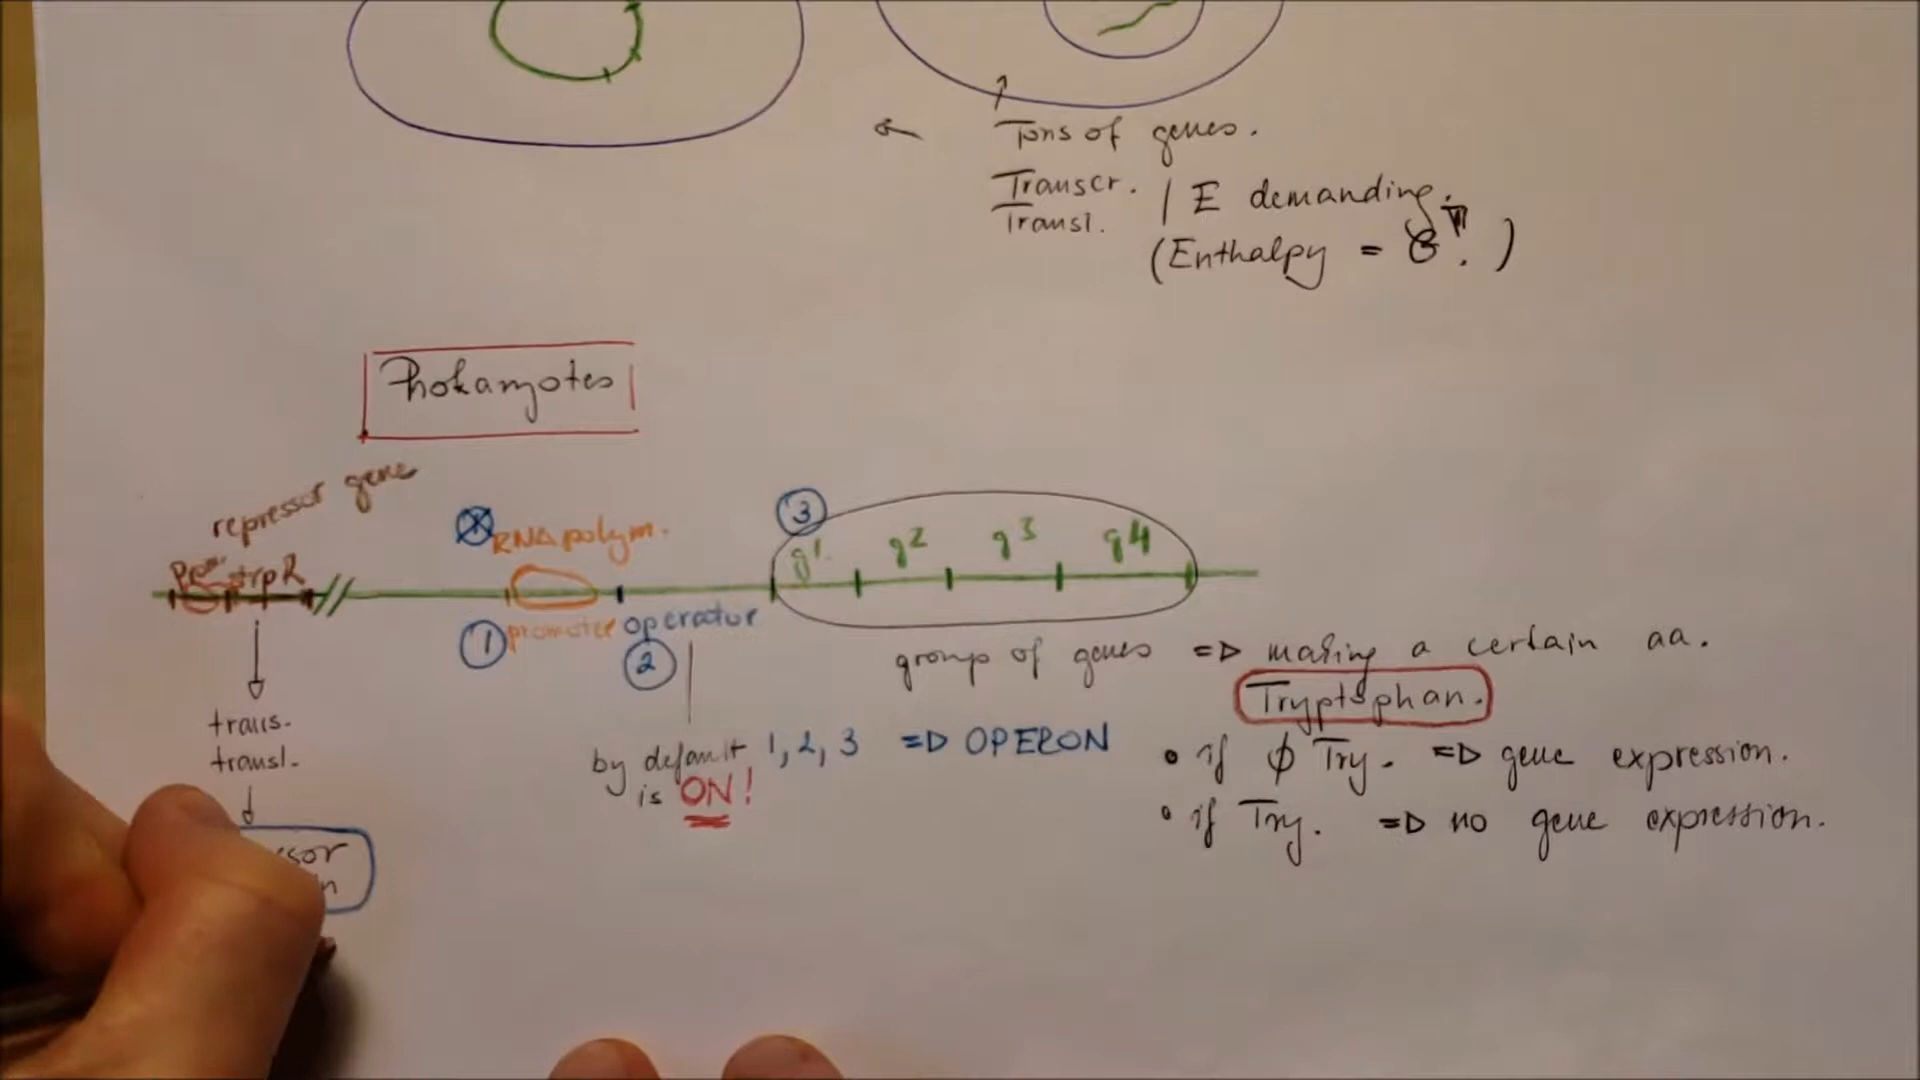 Tons of genes.
Transcr. | E demanding.
Transl.
(Enthalpy =
Prokaryotes
repressor gene
trpR
RNA polym.
3
g1 g2 g3 g4
1 promoter operator
2
group of genes => making a certain aa.
Tryptophan.
trans.
transl.
by default 1, 2, 3 => OPERON
is ON!
• if ϕ Try. => gene expression.
• if Try. => no gene expression.